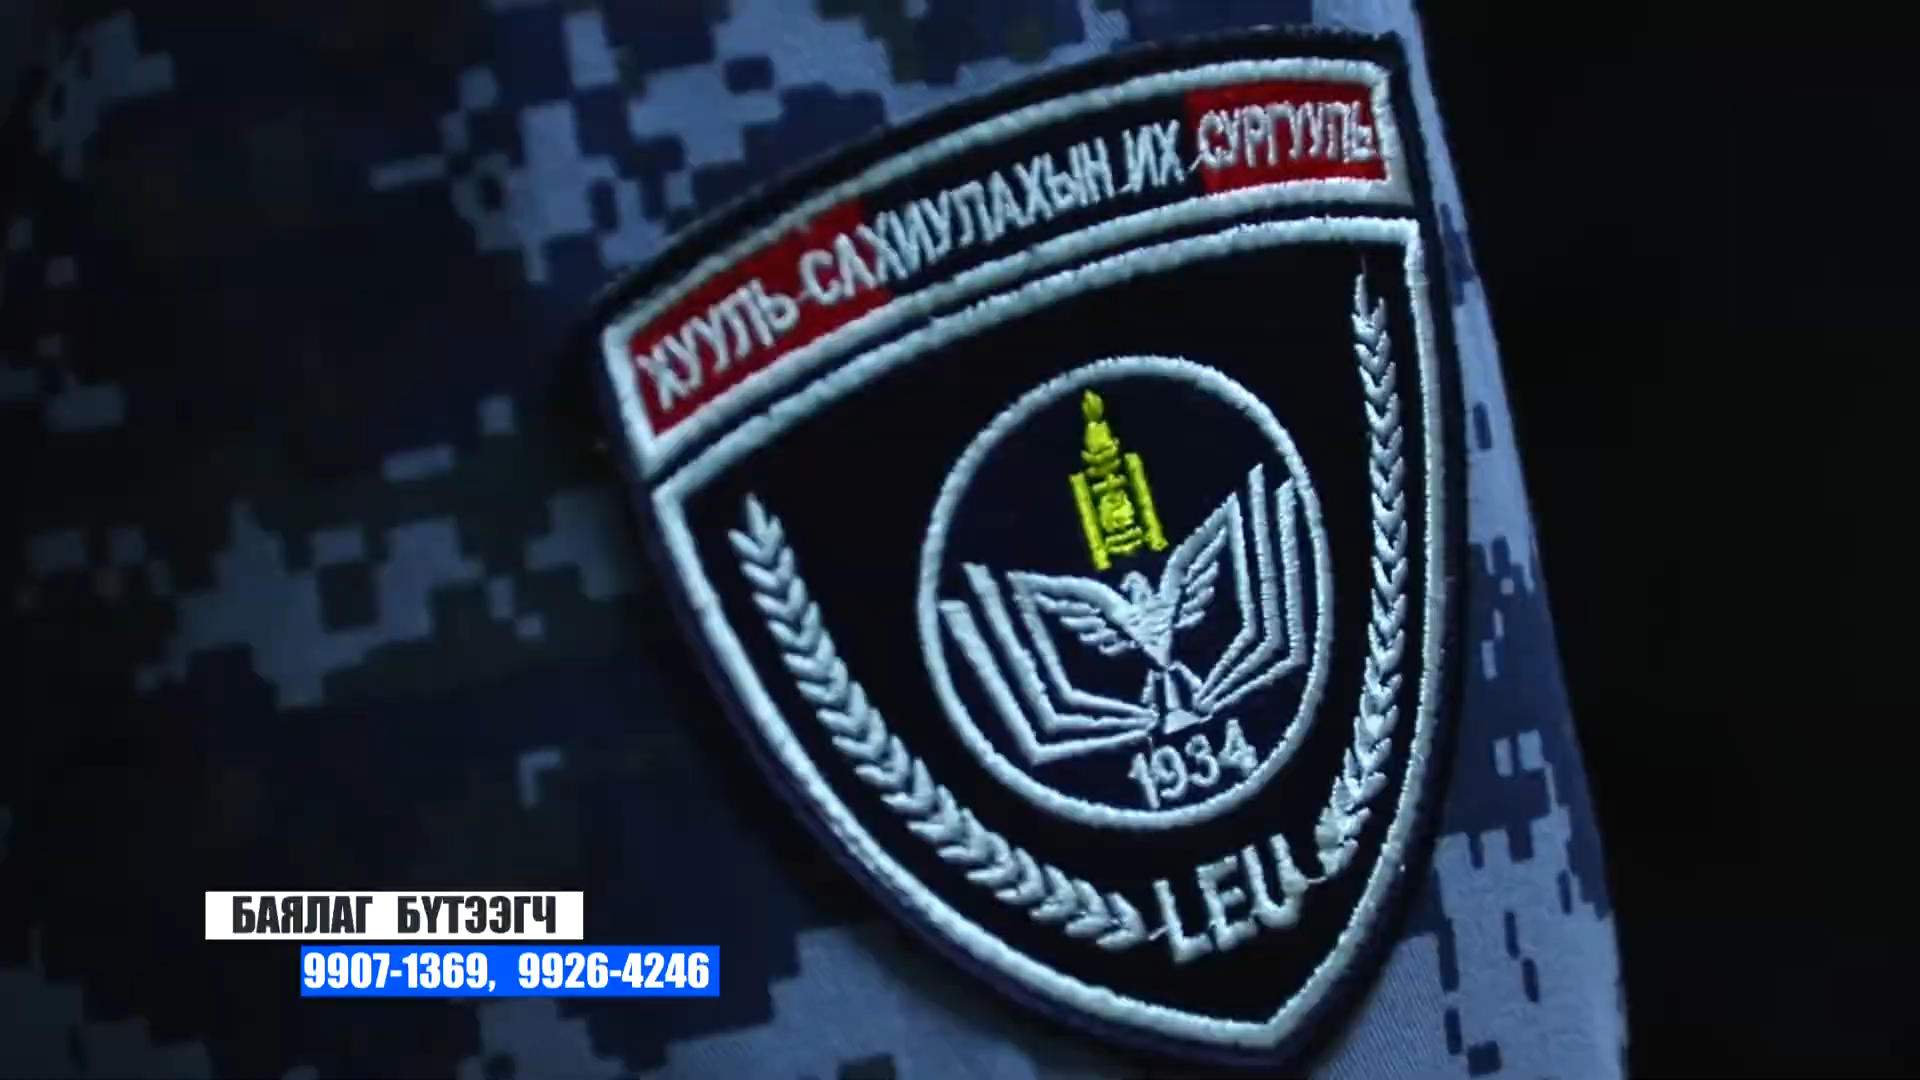 ХУУЛЬ САХИУЛАХЫН ИХ СУРГУУЛЬ
1934
LEU
БАЯЛАГ БҮТЭЭГЧ
9907-1369, 9926-4246